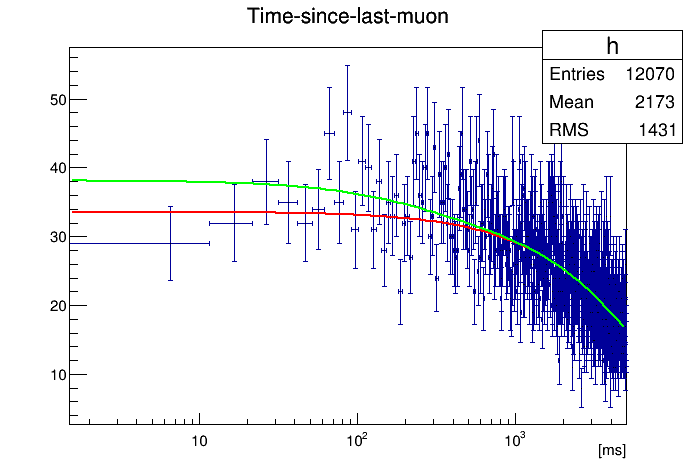 Time-since-last-muon
h
Entries 12070
Mean 2173
RMS 1431
50
40
30
20
10
10
10²
10³
[ms]